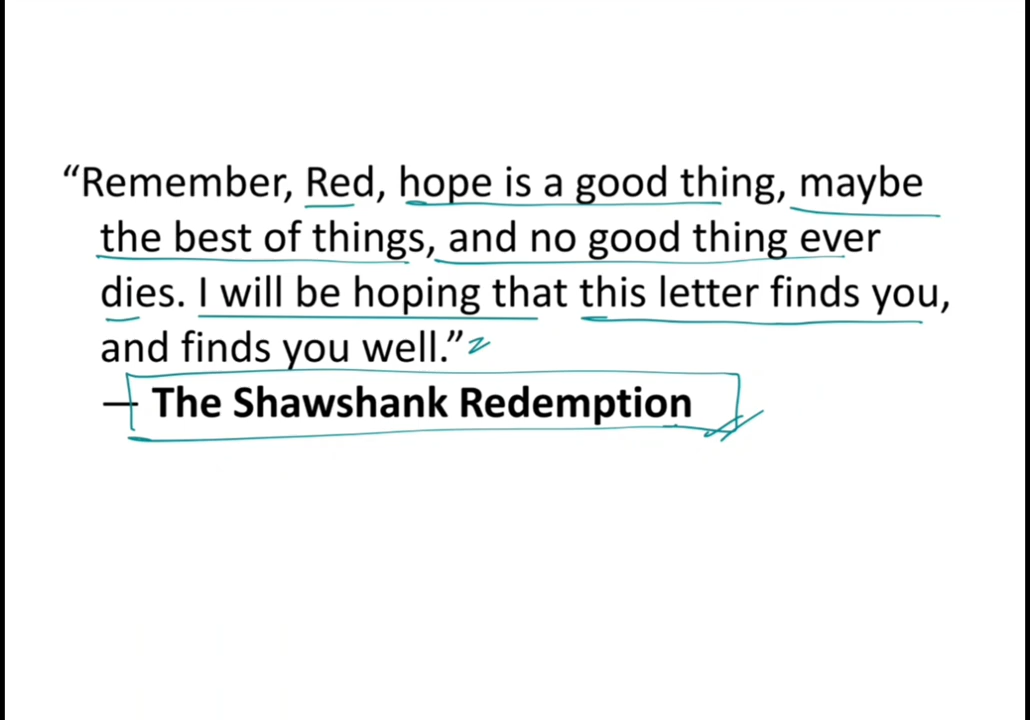 “Remember, Red, hope is a good thing, maybe
the best of things, and no good thing ever
dies. I will be hoping that this letter finds you,
and finds you well.”
— The Shawshank Redemption